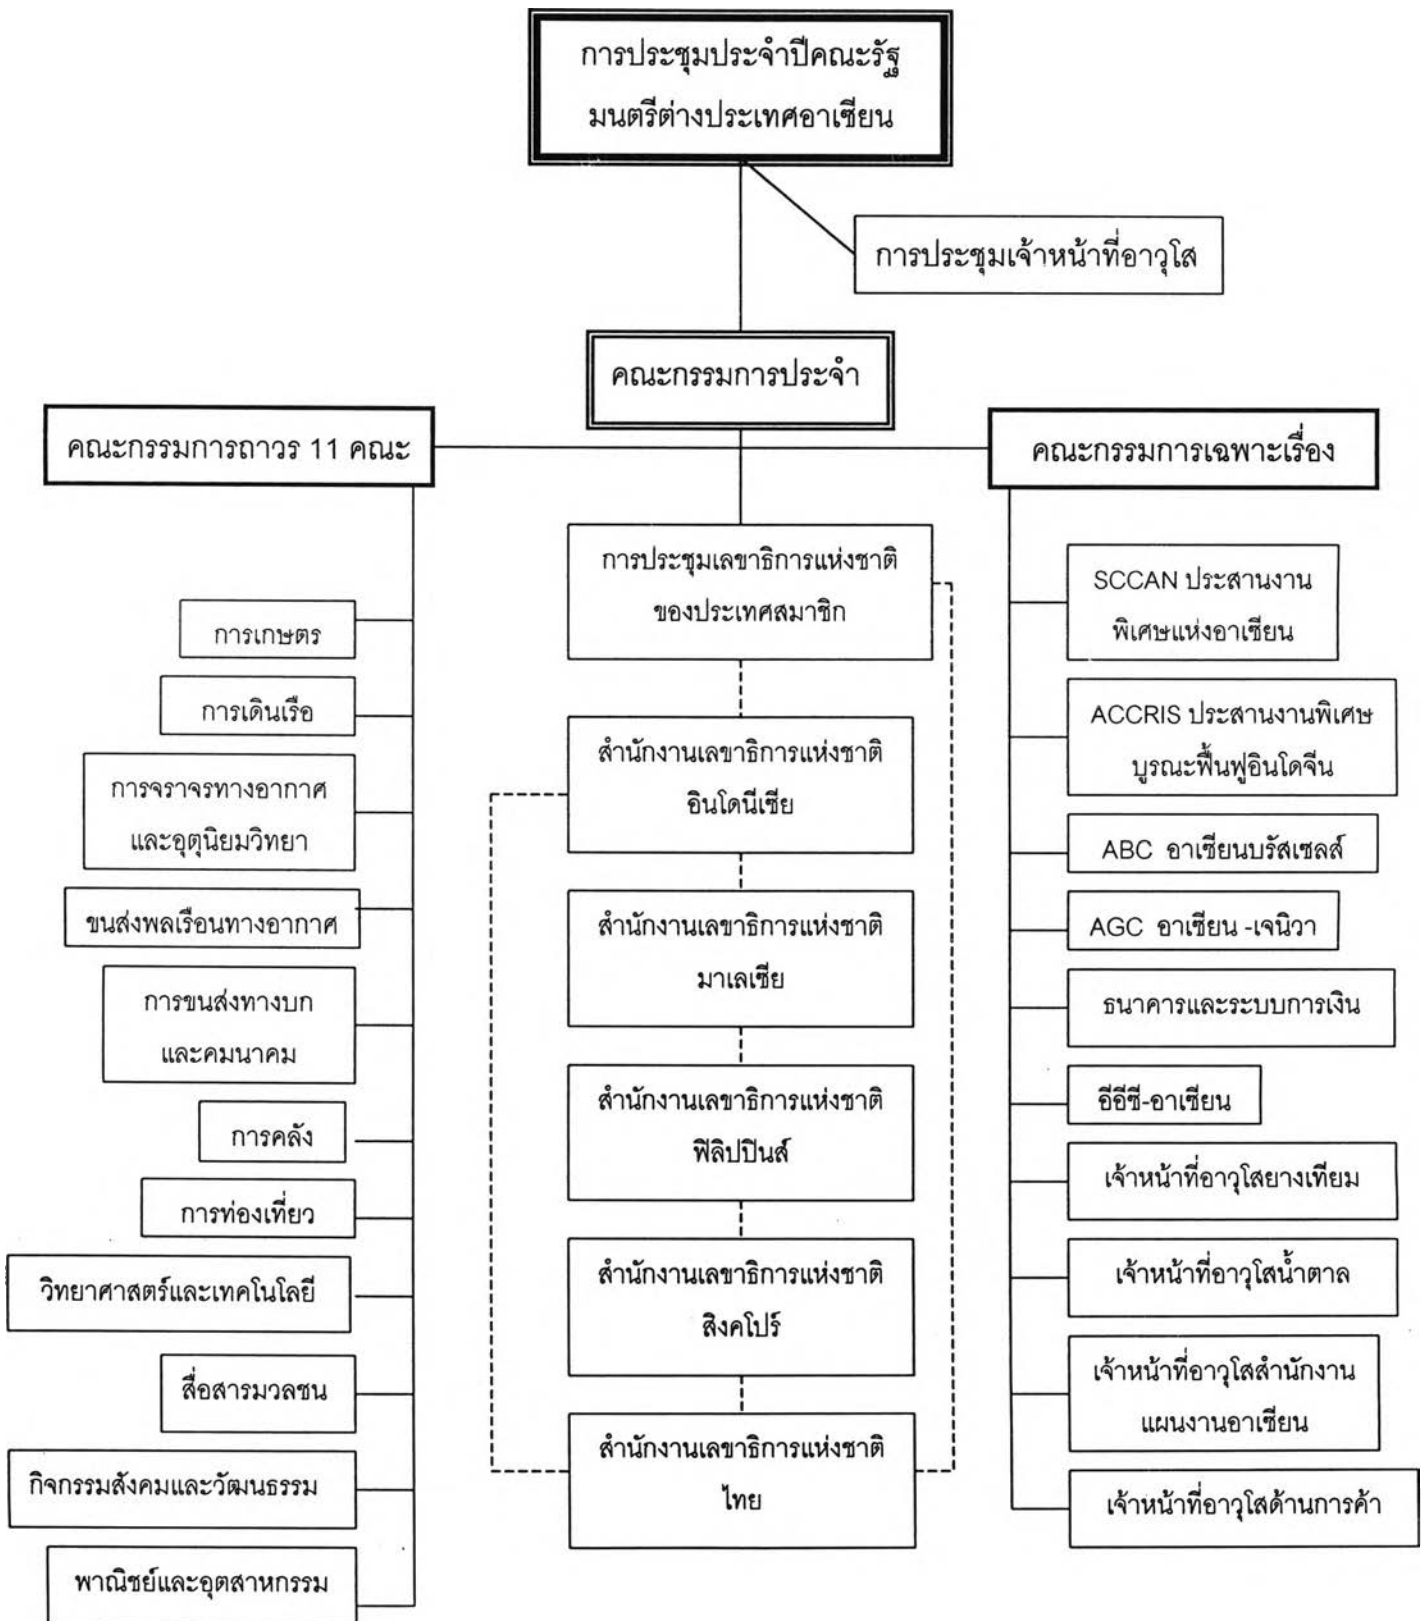 การประชุมประจำปีคณะรัฐ
มนตรีต่างประเทศอาเซียน
การประชุมเจ้าหน้าที่อาวุโส
คณะกรรมการประจำ
คณะกรรมการถาวร 11 คณะ
การเกษตร
การเดินเรือ
การจราจรทางอากาศ
และอุตุนิยมวิทยา
ขนส่งพลเรือนทางอากาศ
การขนส่งทางบก
และคมนาคม
การคลัง
การท่องเที่ยว
วิทยาศาสตร์และเทคโนโลยี
สื่อสารมวลชน
กิจกรรมสังคมและวัฒนธรรม
พาณิชย์และอุตสาหกรรม
การประชุมเลขาธิการแห่งชาติ
ของประเทศสมาชิก
สำนักงานเลขาธิการแห่งชาติ
อินโดนีเซีย
สำนักงานเลขาธิการแห่งชาติ
มาเลเซีย
สำนักงานเลขาธิการแห่งชาติ
ฟิลิปปินส์
สำนักงานเลขาธิการแห่งชาติ
สิงคโปร์
สำนักงานเลขาธิการแห่งชาติ
ไทย
คณะกรรมการเฉพาะเรื่อง
SCCAN ประสานงาน
พิเศษแห่งอาเซียน
ACCRIS ประสานงานพิเศษ
บูรณะฟื้นฟูอินโดจีน
ABC อาเซียนบรัสเซลส์
AGC อาเซียน -เจนิวา
ธนาคารและระบบการเงิน
อีอีซี-อาเซียน
เจ้าหน้าที่อาวุโสยางเทียม
เจ้าหน้าที่อาวุโสน้ำตาล
เจ้าหน้าที่อาวุโสสำนักงาน
แผนงานอาเซียน
เจ้าหน้าที่อาวุโสด้านการค้า